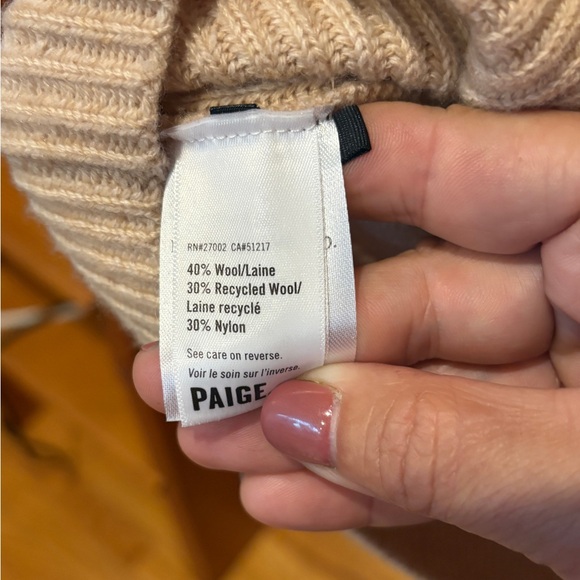 RN#27002 CA#51217
40% Wool/Laine
30% Recycled Wool/
Laine recyclé
30% Nylon
See care on reverse.
Voir le soin sur l'inverse.
PAIGE